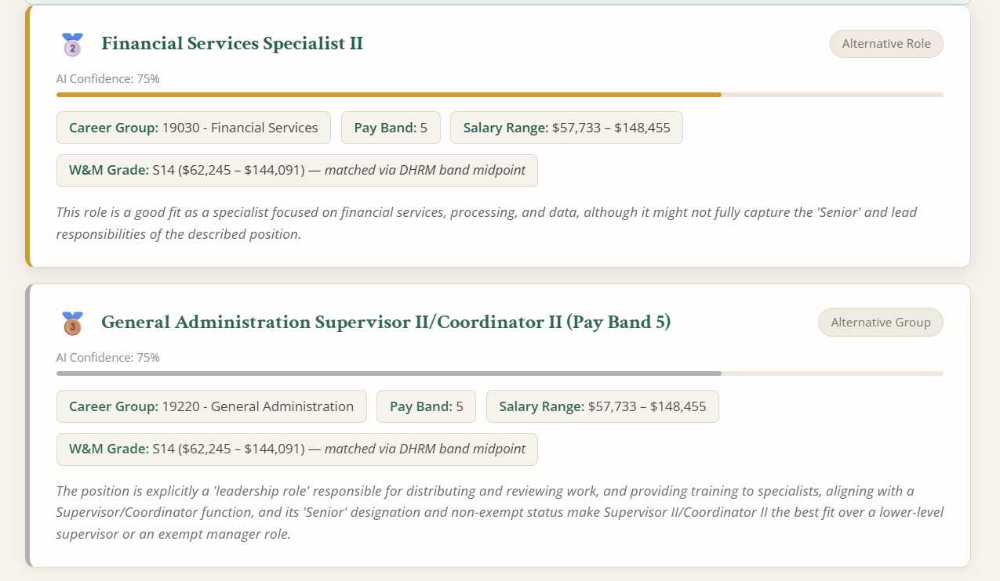 2 Financial Services Specialist II Alternative Role
AI Confidence: 75%
Career Group: 19030 - Financial Services Pay Band: 5 Salary Range: $57,733 – $148,455
W&M Grade: S14 ($62,245 – $144,091) — matched via DHRM band midpoint
This role is a good fit as a specialist focused on financial services, processing, and data, although it might not fully capture the 'Senior' and lead
responsibilities of the described position.
3 General Administration Supervisor II/Coordinator II (Pay Band 5) Alternative Group
AI Confidence: 75%
Career Group: 19220 - General Administration Pay Band: 5 Salary Range: $57,733 – $148,455
W&M Grade: S14 ($62,245 – $144,091) — matched via DHRM band midpoint
The position is explicitly a 'leadership role' responsible for distributing and reviewing work, and providing training to specialists, aligning with a
Supervisor/Coordinator function, and its 'Senior' designation and non-exempt status make Supervisor II/Coordinator II the best fit over a lower-level
supervisor or an exempt manager role.